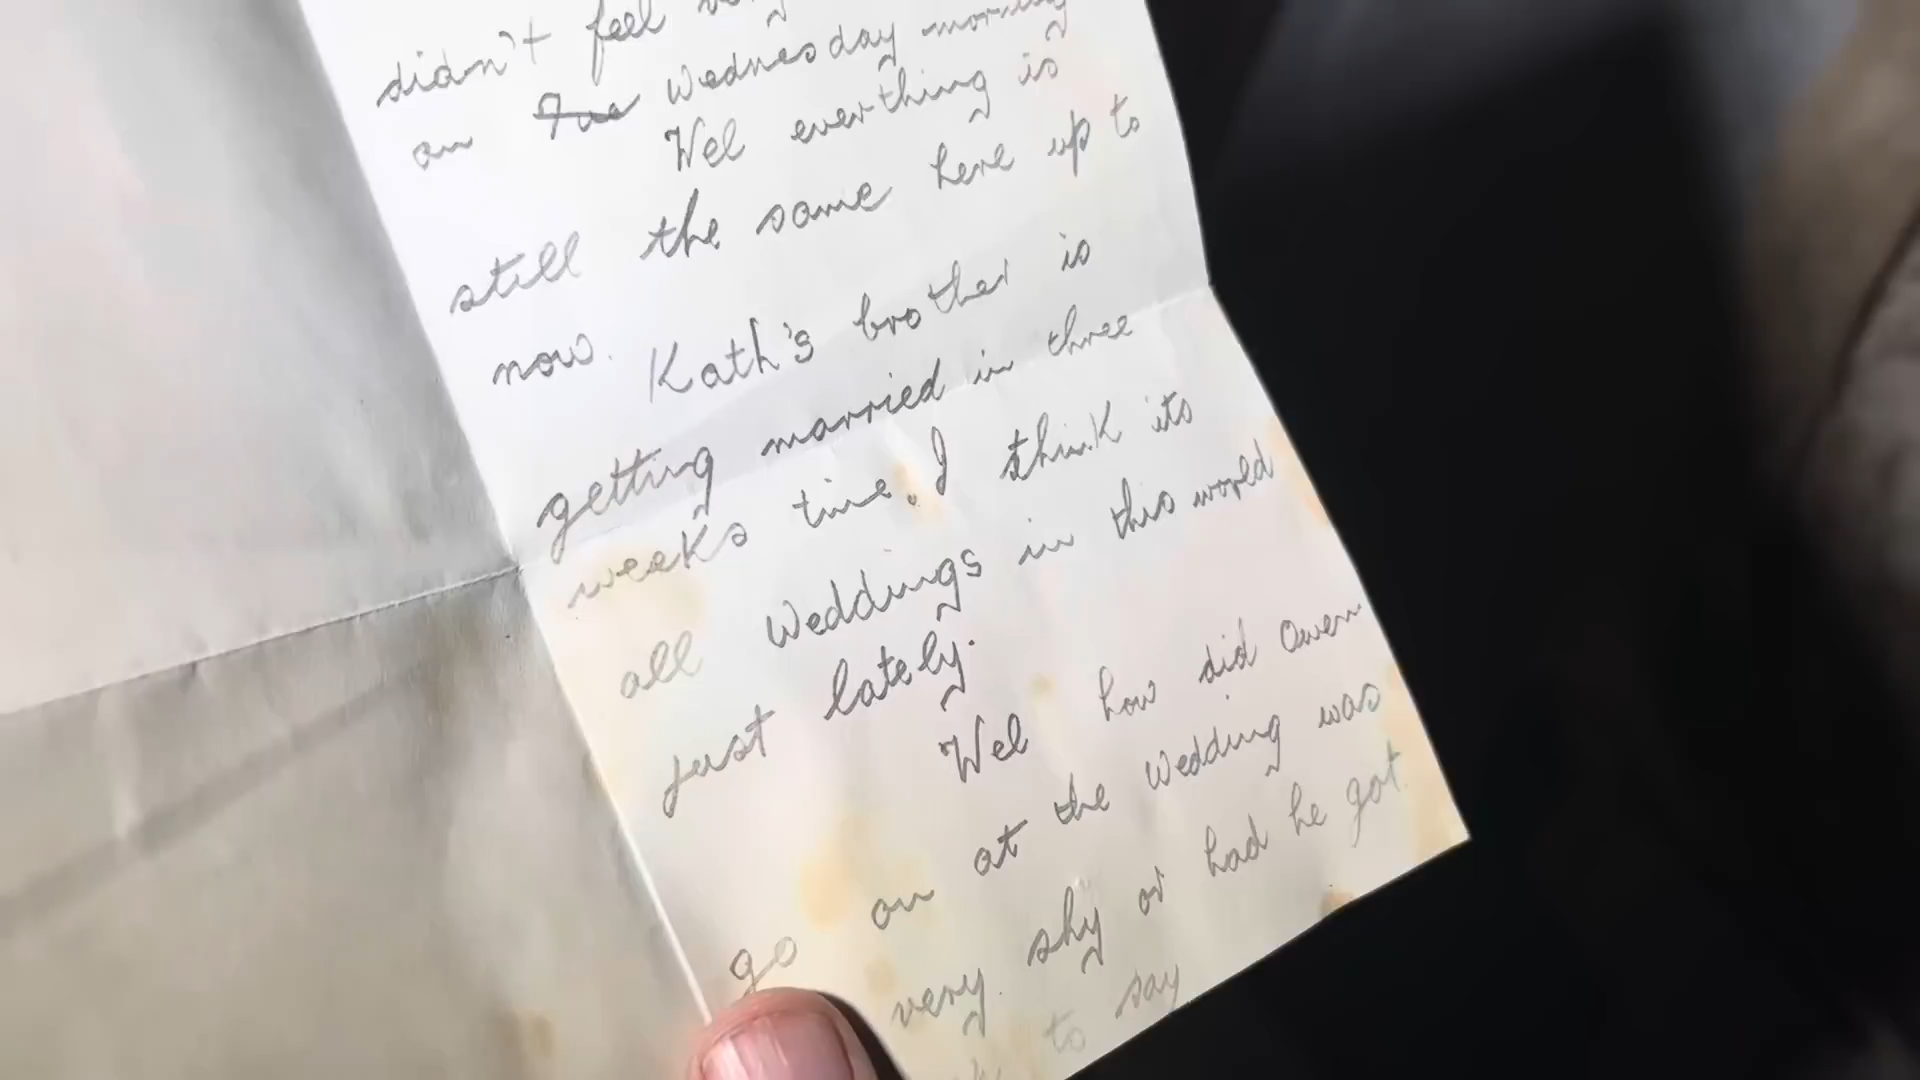 didn't feel
on Tue Wednesday morning
Wel everthing is
still the same here up to
now. Kath's brother is
getting married in three
weeks time. I think its
all Weddings in this world
just lately.
Wel how did Owen
go on at the Wedding was
very shy or had he got
to say